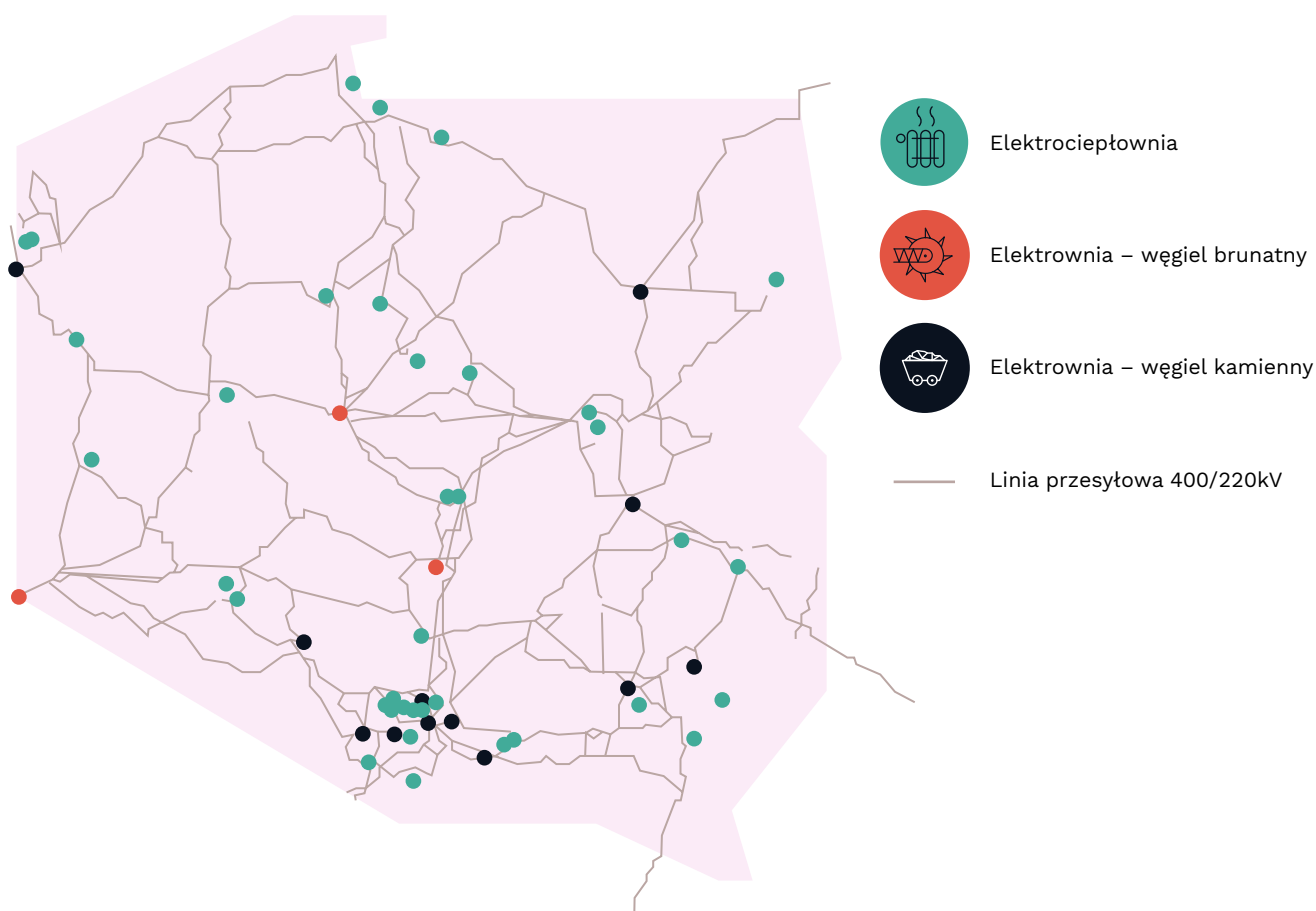 Elektrociepłownia
Elektrownia – węgiel brunatny
Elektrownia – węgiel kamienny
Linia przesyłowa 400/220kV